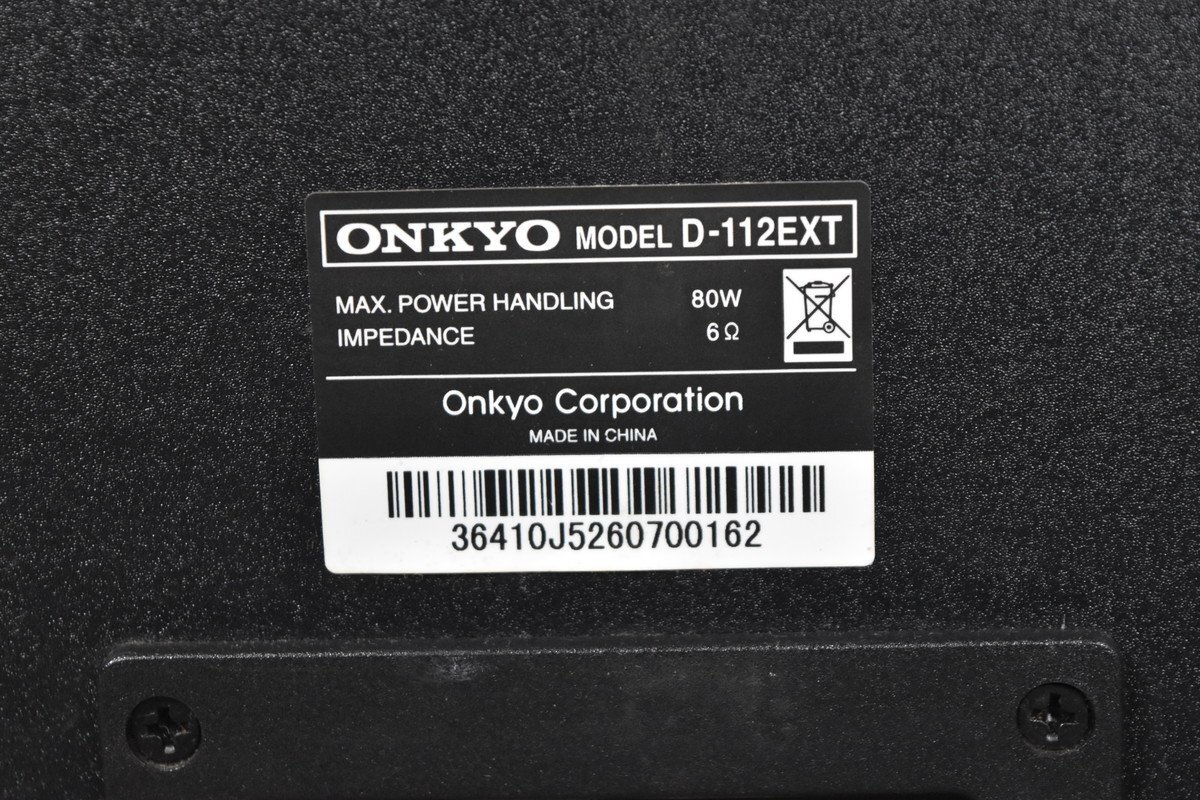 ONKYO MODEL D-112EXT
MAX. POWER HANDLING 80W
IMPEDANCE 6Ω
Onkyo Corporation
MADE IN CHINA
36410J5260700162